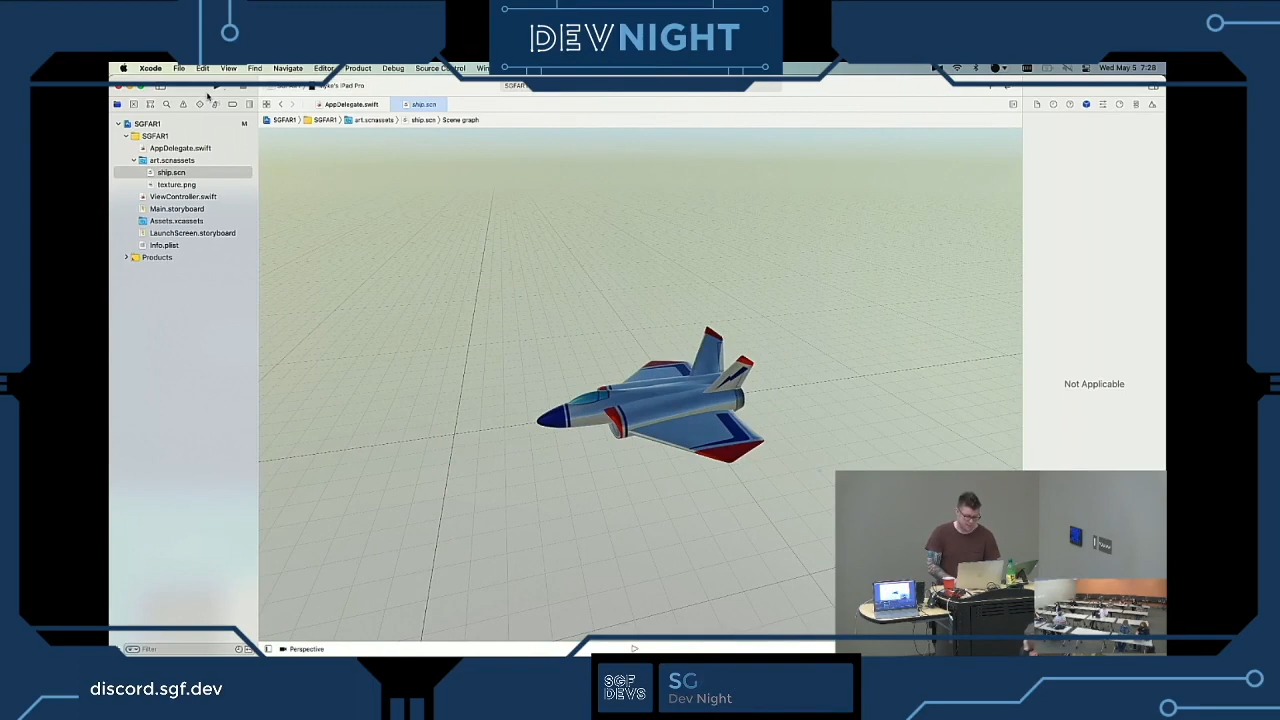 DEVNIGHT
Xcode File Edit View Find Navigate Editor Product Debug Source Control Wed May 5 7:28
iPad Pro
AppDelegate.swift ship.scn
SGFAR1 SGFAR1 art.scnassets ship.scn Scene graph
SGFAR1 M
SGFAR1
AppDelegate.swift
art.scnassets
ship.scn
texture.png
ViewController.swift
Main.storyboard
Assets.xcassets
LaunchScreen.storyboard
Info.plist
Products
Not Applicable
Filter
Perspective
discord.sgf.dev
SGF
DEVS
SG
Dev Night